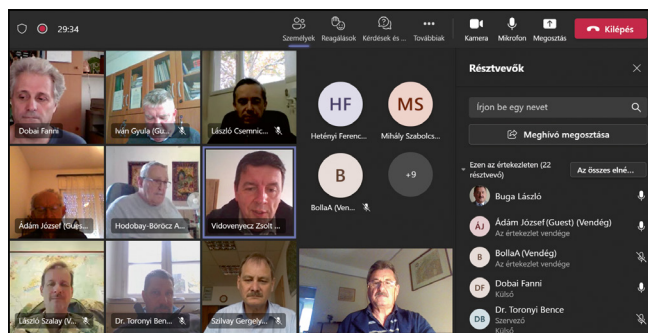 29:34
Személyek
Reagálások
Kérdések és ...
Továbbiak
Kamera
Mikrofon
Megosztás
Kilépés
Dobai Fanni
Iván Gyula (Gu...
László Csemnic...
HF
Hetényi Ferenc...
MS
Mihály Szabolcs...
Ádám József (Gues...
Hodobay-Böröcz A...
Vidovenyecz Zsolt ...
B
BollaA (Ven...
+9
László Szalay (V...
Dr. Toronyi Ben...
Szilvay Gergely...
Résztvevők
Írjon be egy nevet
Meghívó megosztása
Ezen az értekezleten (22
résztvevő)
Az összes elné...
Buga László
ÁJ
Ádám József(Guest) (Vendég)
Az értekezlet vendége
B
BollaA(Vendég)
Az értekezlet vendége
DF
Dobai Fanni
Külső
DB
Dr. Toronyi Bence
Szervező
Külső